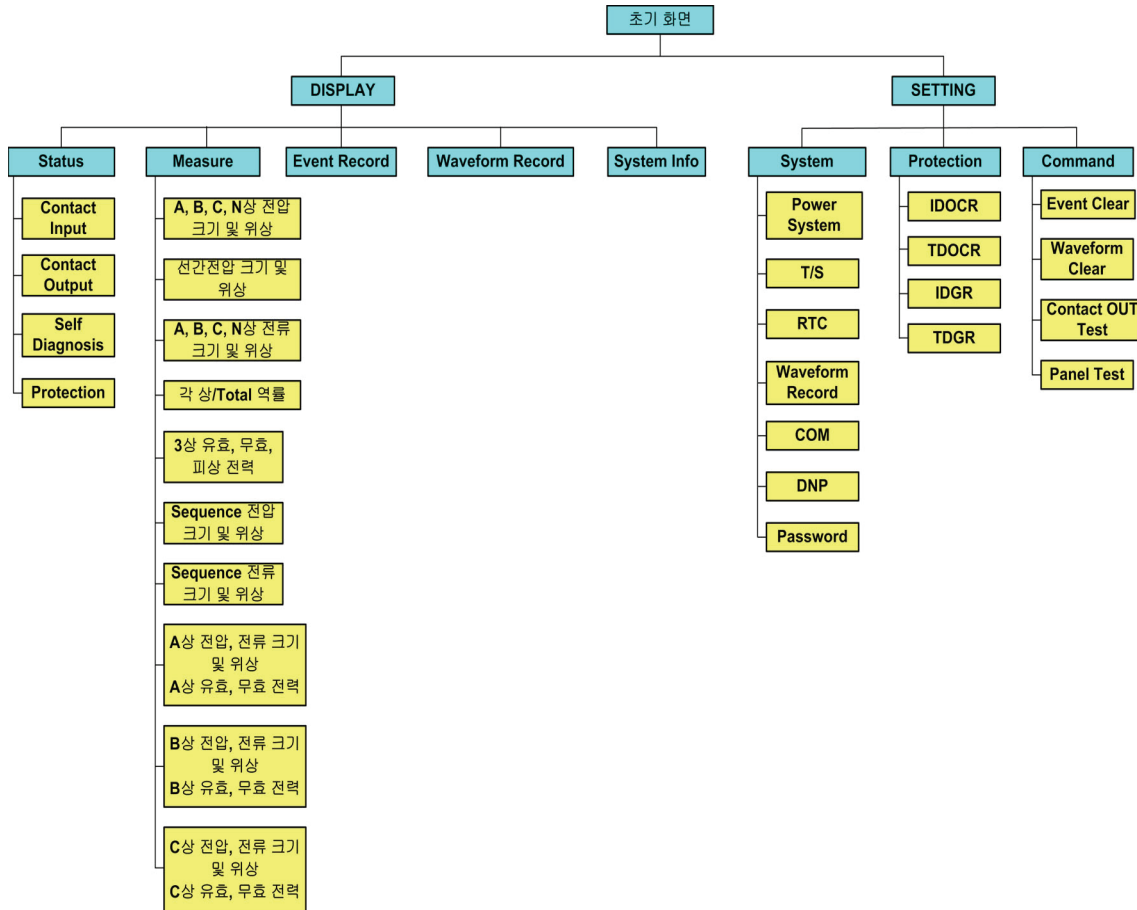 초기 화면
DISPLAY
SETTING
Status
Measure
Event Record
Waveform Record
System Info
System
Protection
Command
Contact
Input
Contact
Output
Self
Diagnosis
Protection
A, B, C, N상 전압
크기 및 위상
선간전압 크기 및
위상
A, B, C, N상 전류
크기 및 위상
각 상/Total 역률
3상 유효, 무효,
피상 전력
Sequence 전압
크기 및 위상
Sequence 전류
크기 및 위상
A상 전압, 전류 크기
및 위상
A상 유효, 무효 전력
B상 전압, 전류 크기
및 위상
B상 유효, 무효 전력
C상 전압, 전류 크기
및 위상
C상 유효, 무효 전력
Power
System
T/S
RTC
Waveform
Record
COM
DNP
Password
IDOCR
TDOCR
IDGR
TDGR
Event Clear
Waveform
Clear
Contact OUT
Test
Panel Test